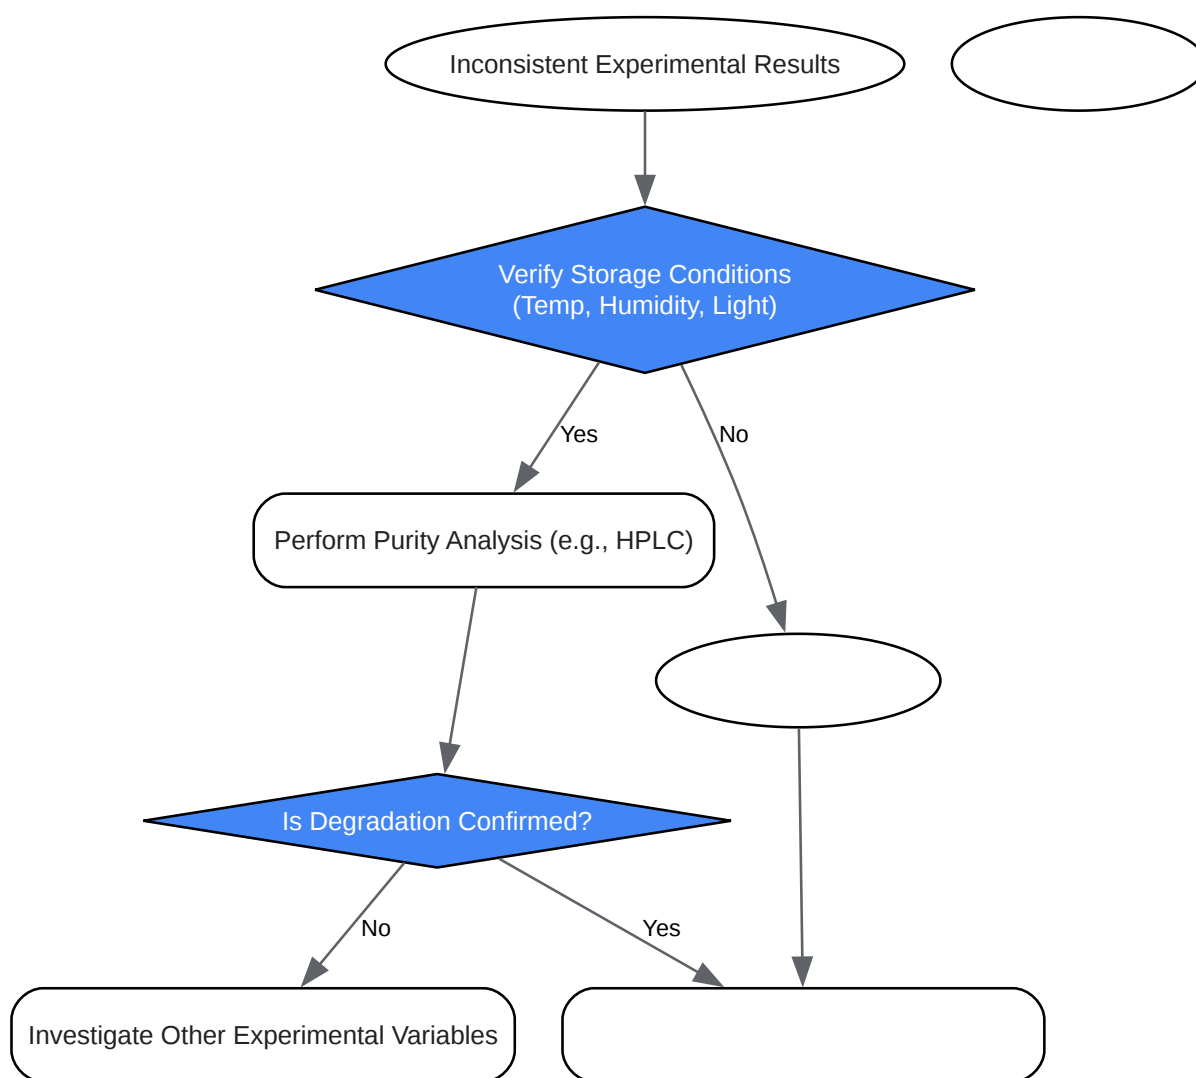 Inconsistent Experimental Results
Verify Storage Conditions
(Temp, Humidity, Light)
Yes
No
Perform Purity Analysis (e.g., HPLC)
Is Degradation Confirmed?
No
Yes
Investigate Other Experimental Variables